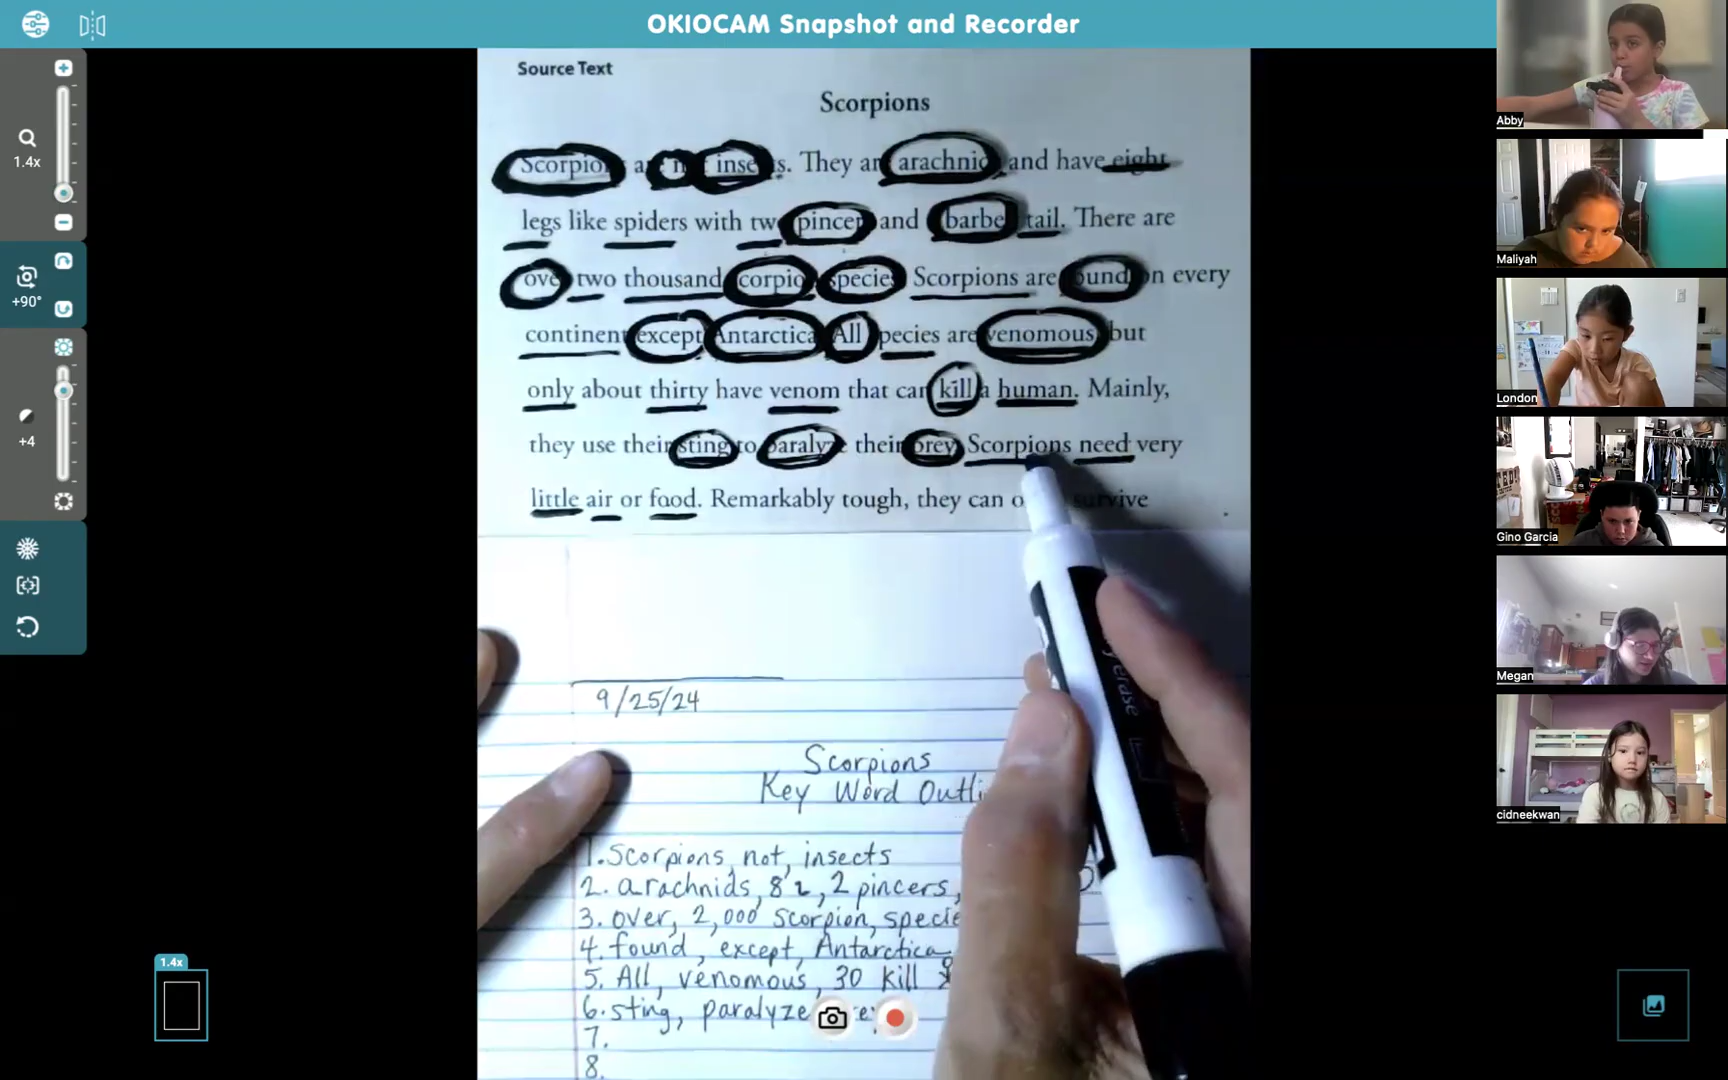 OKIOCAM Snapshot and Recorder
1.4x
+90°
+4
1.4x
Source Text
Scorpions
Scorpions are not insects. They are arachnids and have eight
legs like spiders with two pincers and barbed tail. There are
over two thousand scorpion species Scorpions are found on every
continent except Antarctica All species are venomous but
only about thirty have venom that can kill a human. Mainly,
they use their sting to paralyze their prey Scorpions need very
little air or food. Remarkably tough, they can survive
erase
9/25/24
Scorpions
Key Word Outli
1. Scorpions, not, insects
2. arachnids, 8 2 pincers,
3. over, 2,000 scorpion, specie
4. found, except, Antarctica
5. All, venomous, 30 kill
6. sting, paralyze
7.
8.
Abby
Maliyah
London
Gino Garcia
Megan
cidneekwan